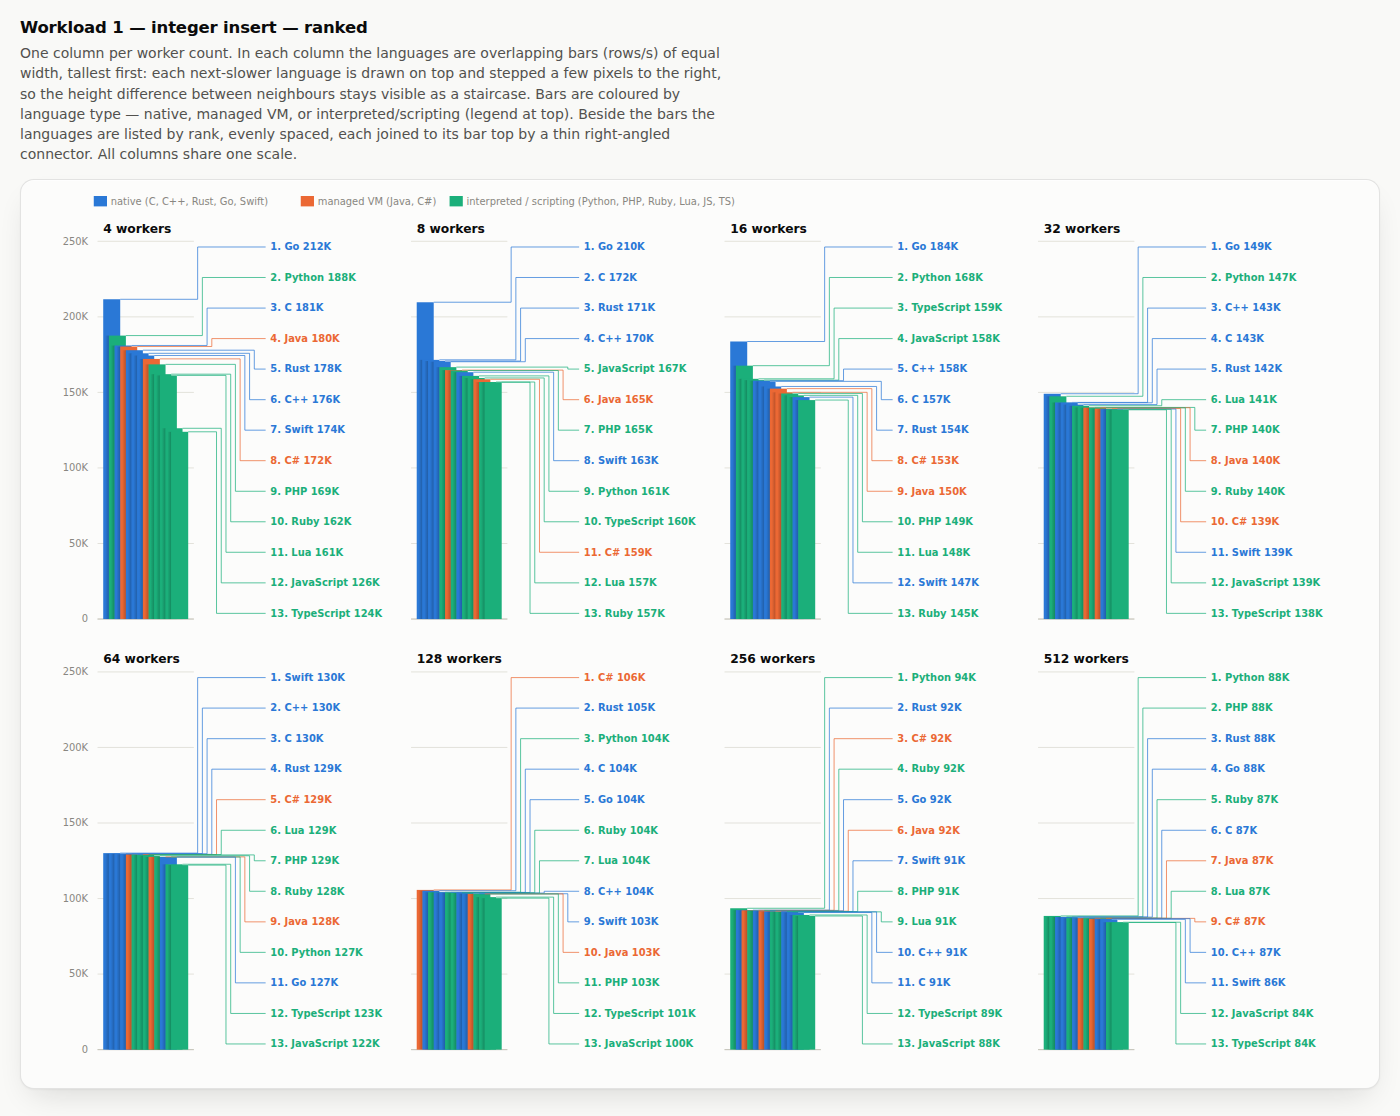 Workload 1 — integer insert — ranked
One column per worker count. In each column the languages are overlapping bars (rows/s) of equal
width, tallest first: each next-slower language is drawn on top and stepped a few pixels to the right,
so the height difference between neighbours stays visible as a staircase. Bars are coloured by
language type — native, managed VM, or interpreted/scripting (legend at top). Beside the bars the
languages are listed by rank, evenly spaced, each joined to its bar top by a thin right-angled
connector. All columns share one scale.
native (C, C++, Rust, Go, Swift)
managed VM (Java, C#)
interpreted / scripting (Python, PHP, Ruby, Lua, JS, TS)
4 workers
250K
200K
150K
100K
50K
0
1. Go 212K
2. Python 188K
3. C 181K
4. Java 180K
5. Rust 178K
6. C++ 176K
7. Swift 174K
8. C# 172K
9. PHP 169K
10. Ruby 162K
11. Lua 161K
12. JavaScript 126K
13. TypeScript 124K
8 workers
1. Go 210K
2. C 172K
3. Rust 171K
4. C++ 170K
5. JavaScript 167K
6. Java 165K
7. PHP 165K
8. Swift 163K
9. Python 161K
10. TypeScript 160K
11. C# 159K
12. Lua 157K
13. Ruby 157K
16 workers
1. Go 184K
2. Python 168K
3. TypeScript 159K
4. JavaScript 158K
5. C++ 158K
6. C 157K
7. Rust 154K
8. C# 153K
9. Java 150K
10. PHP 149K
11. Lua 148K
12. Swift 147K
13. Ruby 145K
32 workers
1. Go 149K
2. Python 147K
3. C++ 143K
4. C 143K
5. Rust 142K
6. Lua 141K
7. PHP 140K
8. Java 140K
9. Ruby 140K
10. C# 139K
11. Swift 139K
12. JavaScript 139K
13. TypeScript 138K
64 workers
250K
200K
150K
100K
50K
0
1. Swift 130K
2. C++ 130K
3. C 130K
4. Rust 129K
5. C# 129K
6. Lua 129K
7. PHP 129K
8. Ruby 128K
9. Java 128K
10. Python 127K
11. Go 127K
12. TypeScript 123K
13. JavaScript 122K
128 workers
1. C# 106K
2. Rust 105K
3. Python 104K
4. C 104K
5. Go 104K
6. Ruby 104K
7. Lua 104K
8. C++ 104K
9. Swift 103K
10. Java 103K
11. PHP 103K
12. TypeScript 101K
13. JavaScript 100K
256 workers
1. Python 94K
2. Rust 92K
3. C# 92K
4. Ruby 92K
5. Go 92K
6. Java 92K
7. Swift 91K
8. PHP 91K
9. Lua 91K
10. C++ 91K
11. C 91K
12. TypeScript 89K
13. JavaScript 88K
512 workers
1. Python 88K
2. PHP 88K
3. Rust 88K
4. Go 88K
5. Ruby 87K
6. C 87K
7. Java 87K
8. Lua 87K
9. C# 87K
10. C++ 87K
11. Swift 86K
12. JavaScript 84K
13. TypeScript 84K